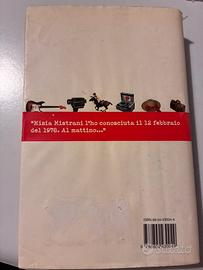 "Mizia Mistrani l'ho conosciuta il 12 febbraio
del 1978. Al mattino..."